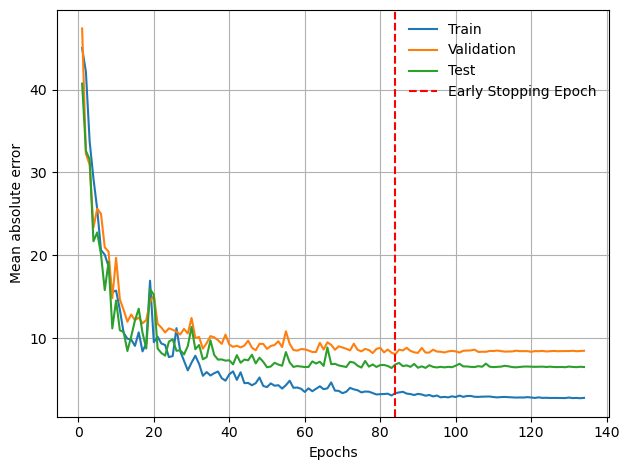 Train
Validation
Test
Early Stopping Epoch
Mean absolute error
40
30
20
10
0 20 40 60 80 100 120 140
Epochs